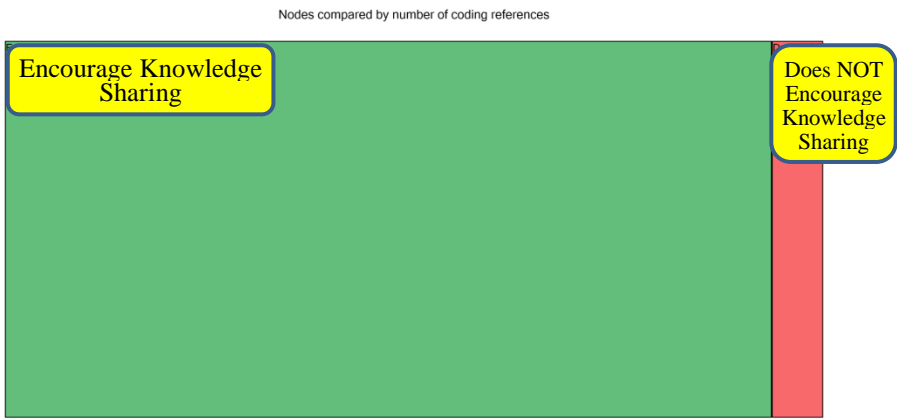 Nodes compared by number of coding references
Encourage Knowledge
Sharing
Does NOT
Encourage
Knowledge
Sharing